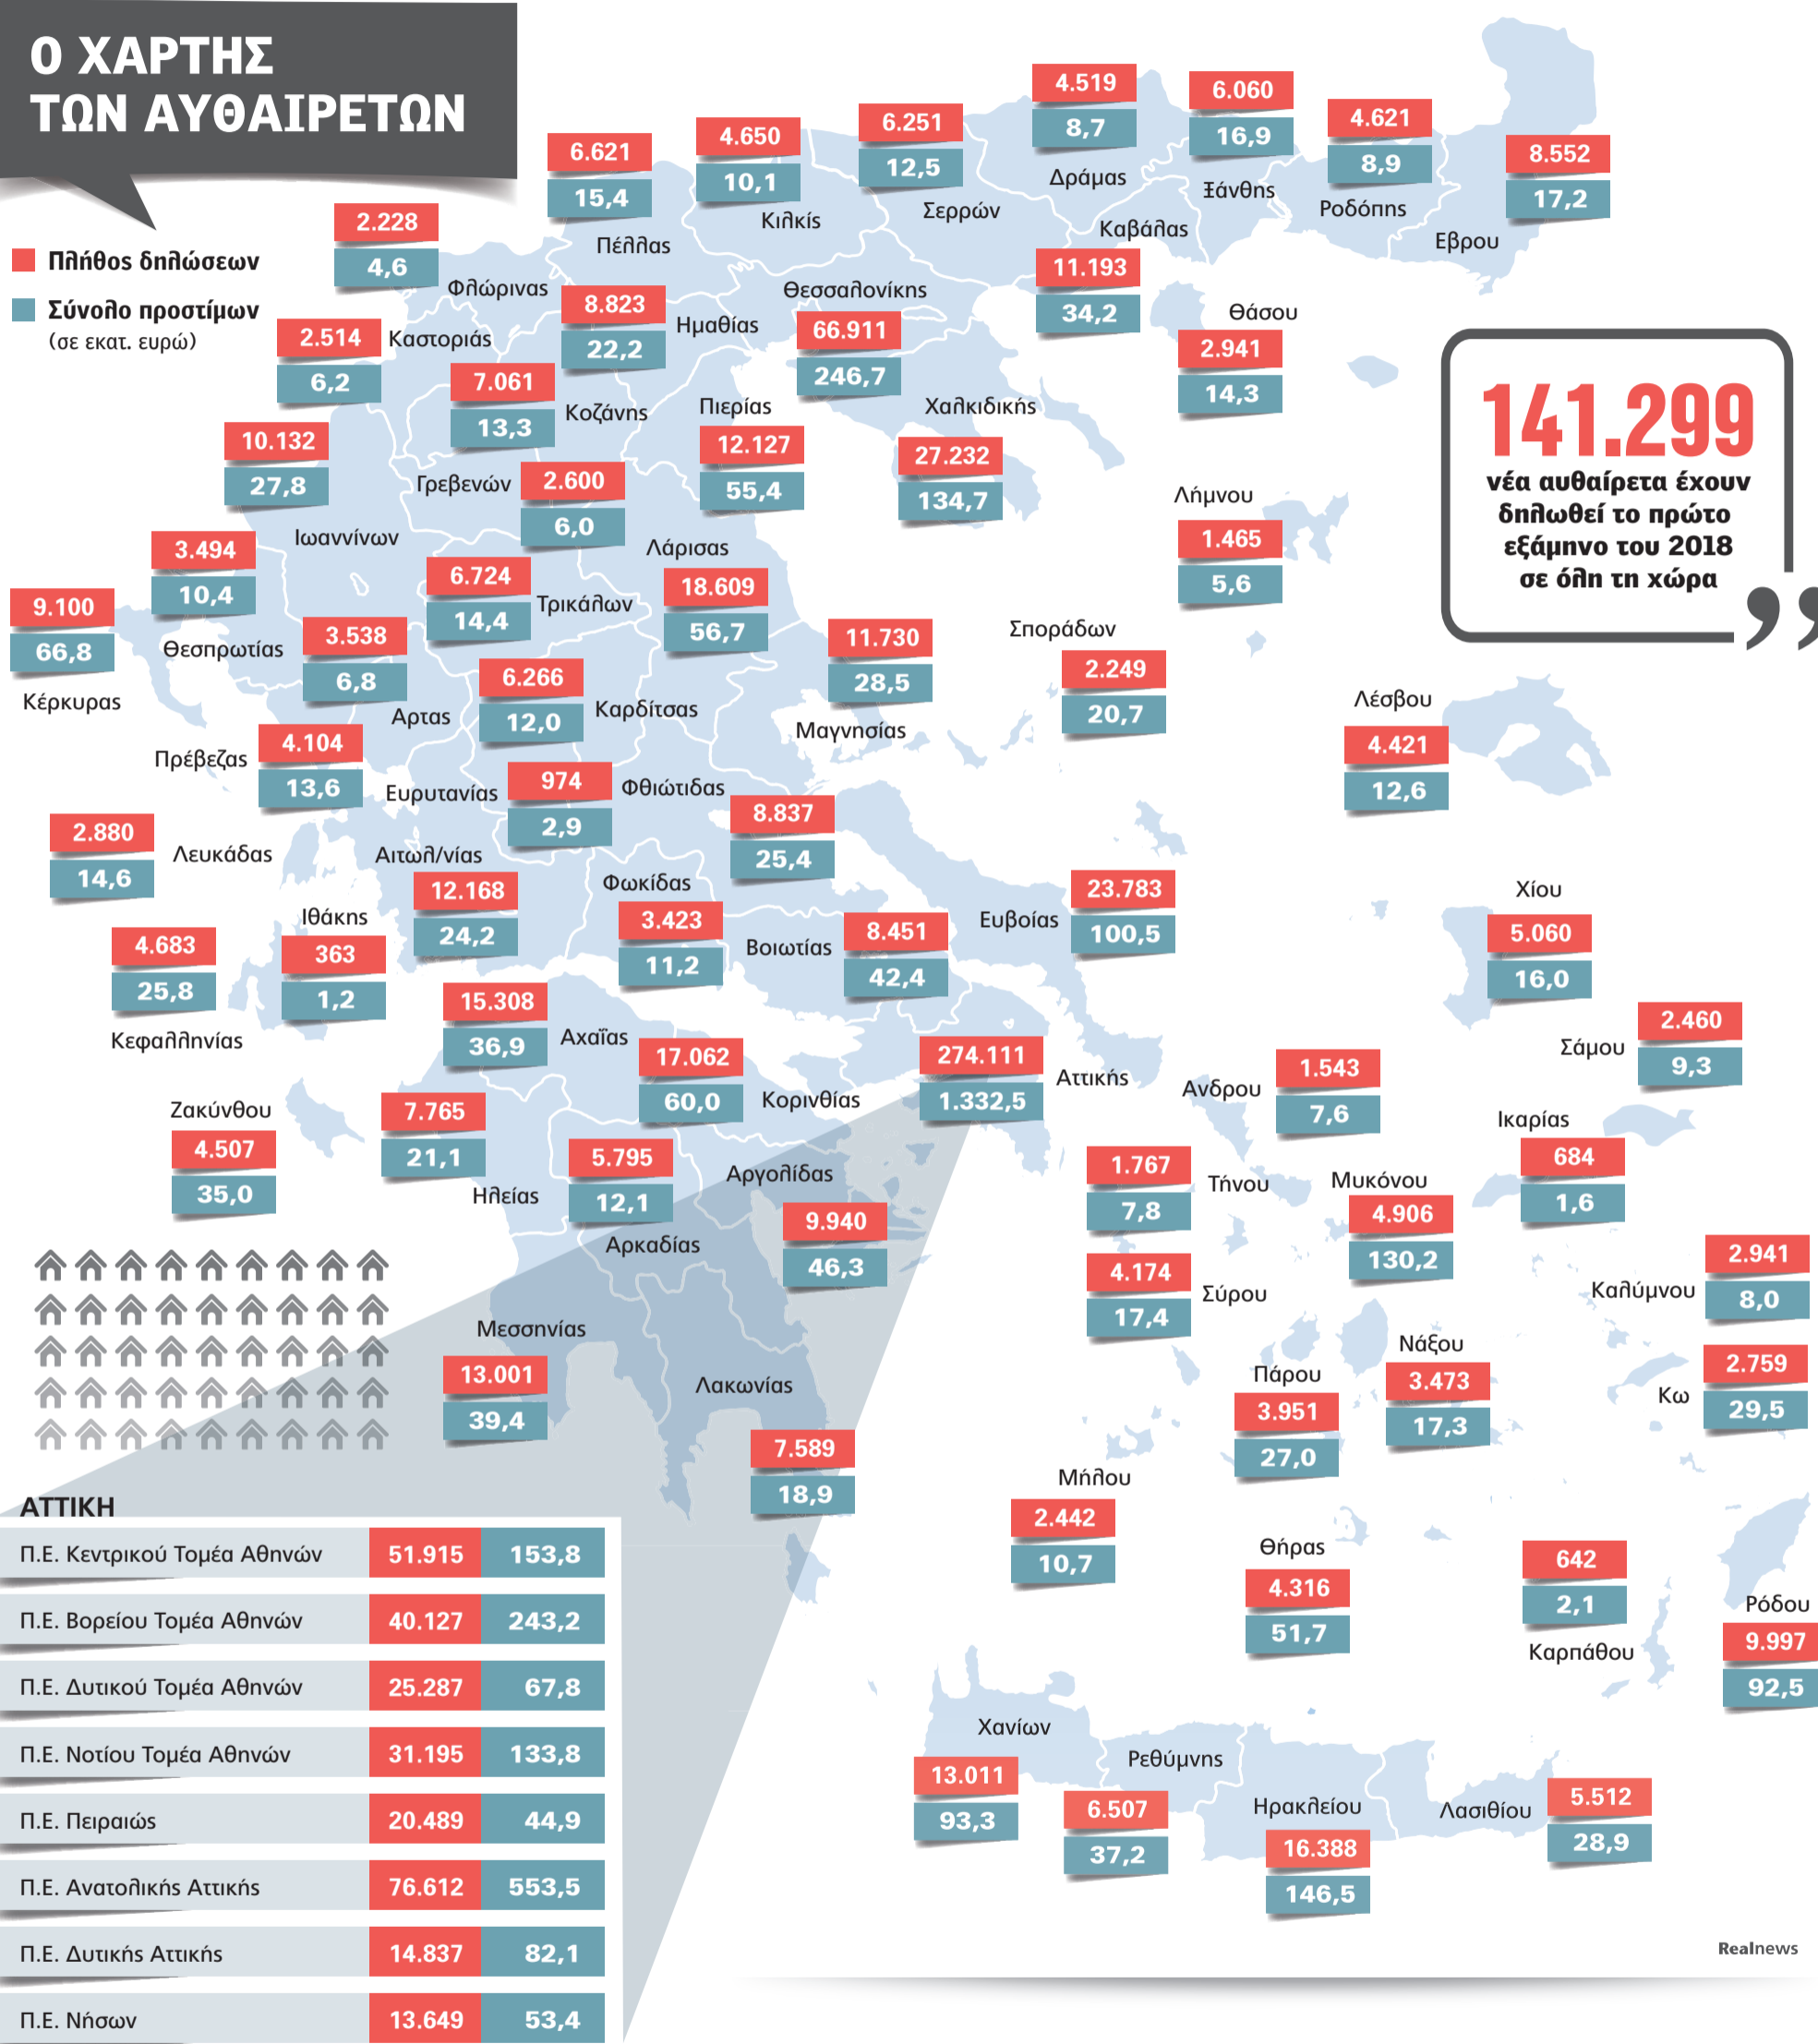 Ο ΧΑΡΤΗΣ
ΤΩΝ ΑΥΘΑΙΡΕΤΩΝ
Πλήθος δηλώσεων
Σύνολο προστίμων
(σε εκατ. ευρώ)
2.228
4,6
Φλώρινας
6.621
15,4
Πέλλας
4.650
10,1
Κιλκίς
6.251
12,5
Σερρών
4.519
8,7
Δράμας
6.060
16,9
Ξάνθης
4.621
8,9
Ροδόπης
8.552
17,2
Εβρου
Καβάλας
11.193
34,2
Θάσου
2.941
14,3
2.514
6,2
Καστοριάς
8.823
22,2
Ημαθίας
Θεσσαλονίκης
66.911
246,7
7.061
13,3
Κοζάνης
Πιερίας
12.127
55,4
Χαλκιδικής
27.232
134,7
141.299
νέα αυθαίρετα έχουν
δηλωθεί το πρώτο
εξάμηνο του 2018
σε όλη τη χώρα
”
10.132
27,8
Ιωαννίνων
Γρεβενών
2.600
6,0
Λήμνου
1.465
5,6
3.494
10,4
Θεσπρωτίας
9.100
66,8
Κέρκυρας
6.724
14,4
Τρικάλων
Λάρισας
18.609
56,7
3.538
6,8
Αρτας
6.266
12,0
Καρδίτσας
11.730
28,5
Μαγνησίας
Σποράδων
2.249
20,7
Λέσβου
4.421
12,6
Πρέβεζας
4.104
13,6
Ευρυτανίας
974
2,9
Φθιώτιδας
8.837
25,4
2.880
14,6
Λευκάδας
Αιτωλ/νίας
12.168
24,2
Φωκίδας
3.423
11,2
Βοιωτίας
8.451
42,4
Ευβοίας
23.783
100,5
Χίου
5.060
16,0
4.683
25,8
Κεφαλληνίας
Ιθάκης
363
1,2
15.308
36,9
Αχαΐας
17.062
60,0
Κορινθίας
274.111
1.332,5
Αττικής
Ανδρου
1.543
7,6
Σάμου
2.460
9,3
Ζακύνθου
4.507
35,0
7.765
21,1
Ηλείας
5.795
12,1
Αρκαδίας
Αργολίδας
9.940
46,3
1.767
7,8
Τήνου
Μυκόνου
4.906
130,2
Ικαρίας
684
1,6
4.174
17,4
Σύρου
Καλύμνου
2.941
8,0
Μεσσηνίας
13.001
39,4
Λακωνίας
7.589
18,9
Πάρου
3.951
27,0
Νάξου
3.473
17,3
Κω
2.759
29,5
Μήλου
2.442
10,7
Θήρας
4.316
51,7
642
2,1
Καρπάθου
Ρόδου
9.997
92,5
Χανίων
13.011
93,3
Ρεθύμνης
6.507
37,2
Ηρακλείου
16.388
146,5
Λασιθίου
5.512
28,9
ΑΤΤΙΚΗ
Π.Ε. Κεντρικού Τομέα Αθηνών 51.915 153,8
Π.Ε. Βορείου Τομέα Αθηνών 40.127 243,2
Π.Ε. Δυτικού Τομέα Αθηνών 25.287 67,8
Π.Ε. Νοτίου Τομέα Αθηνών 31.195 133,8
Π.Ε. Πειραιώς 20.489 44,9
Π.Ε. Ανατολικής Αττικής 76.612 553,5
Π.Ε. Δυτικής Αττικής 14.837 82,1
Π.Ε. Νήσων 13.649 53,4
Realnews